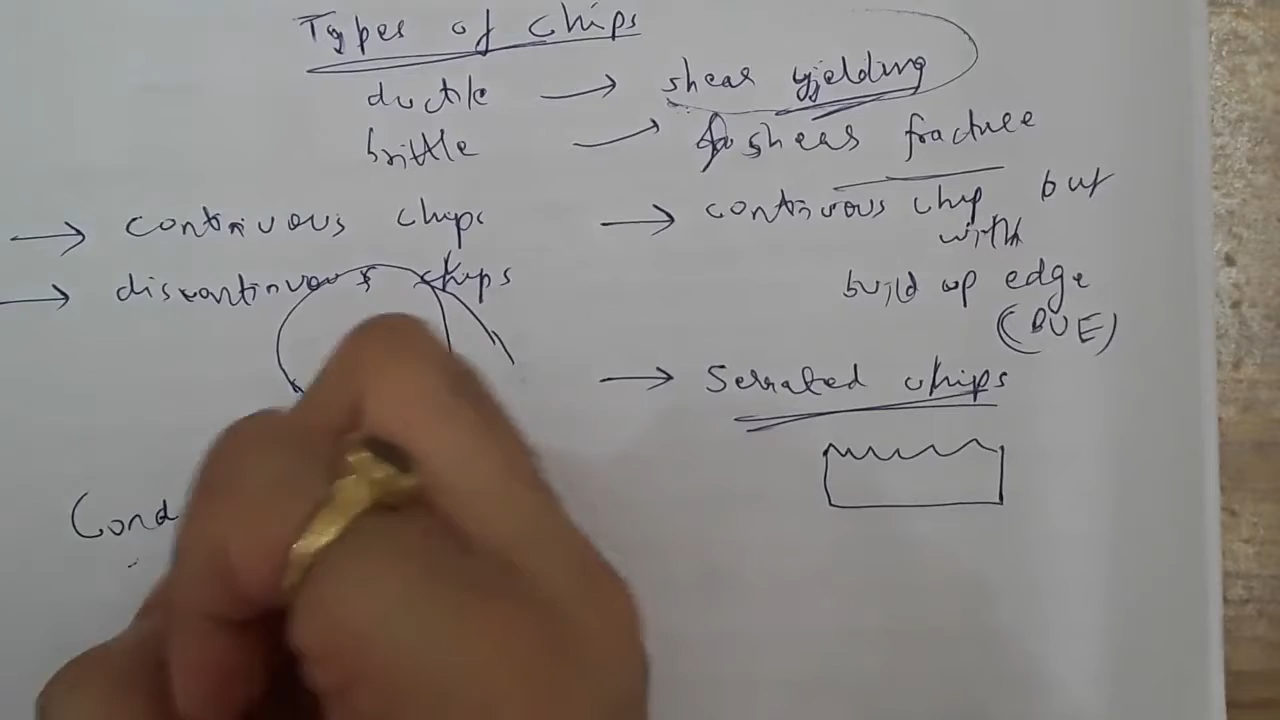 Types of chips
ductile → shear yielding
brittle → shear fracture
→ continuous chips
→ discontinuous chips
→ continuous chip but
with
build up edge
(BUE)
→ Serrated chips
Cond